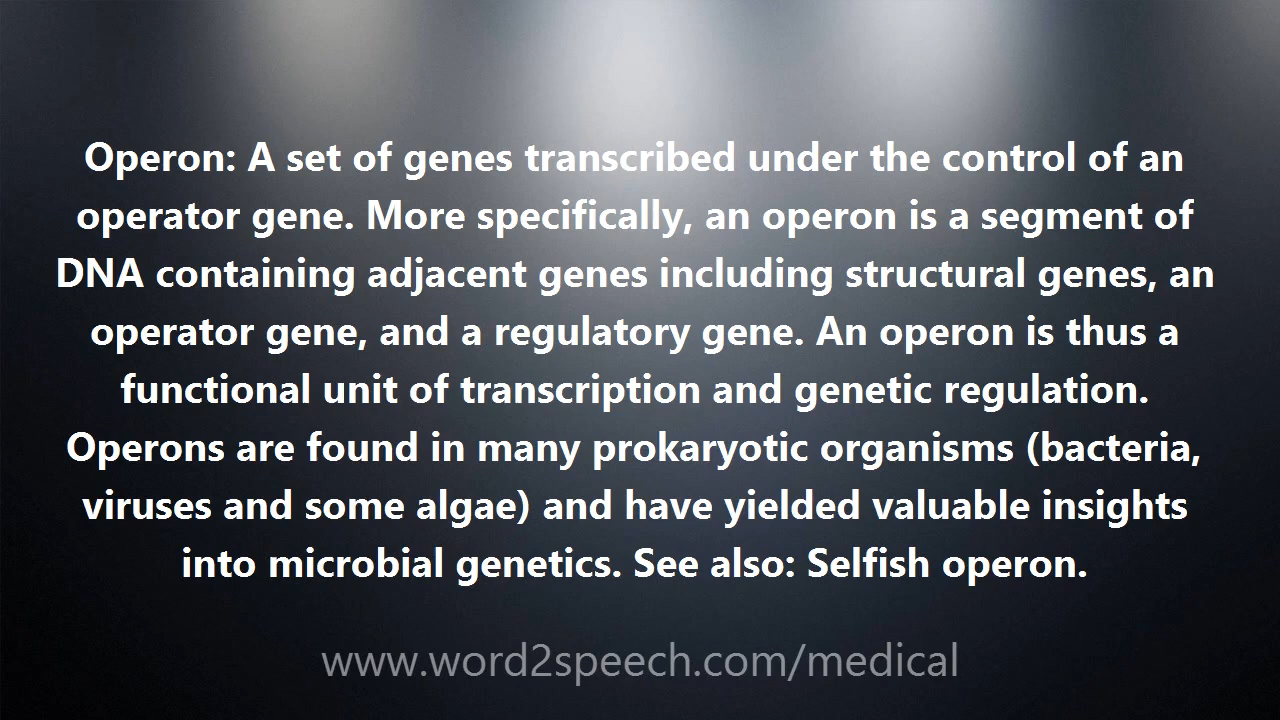 Operon: A set of genes transcribed under the control of an
operator gene. More specifically, an operon is a segment of
DNA containing adjacent genes including structural genes, an
operator gene, and a regulatory gene. An operon is thus a
functional unit of transcription and genetic regulation.
Operons are found in many prokaryotic organisms (bacteria,
viruses and some algae) and have yielded valuable insights
into microbial genetics. See also: Selfish operon.
www.word2speech.com/medical